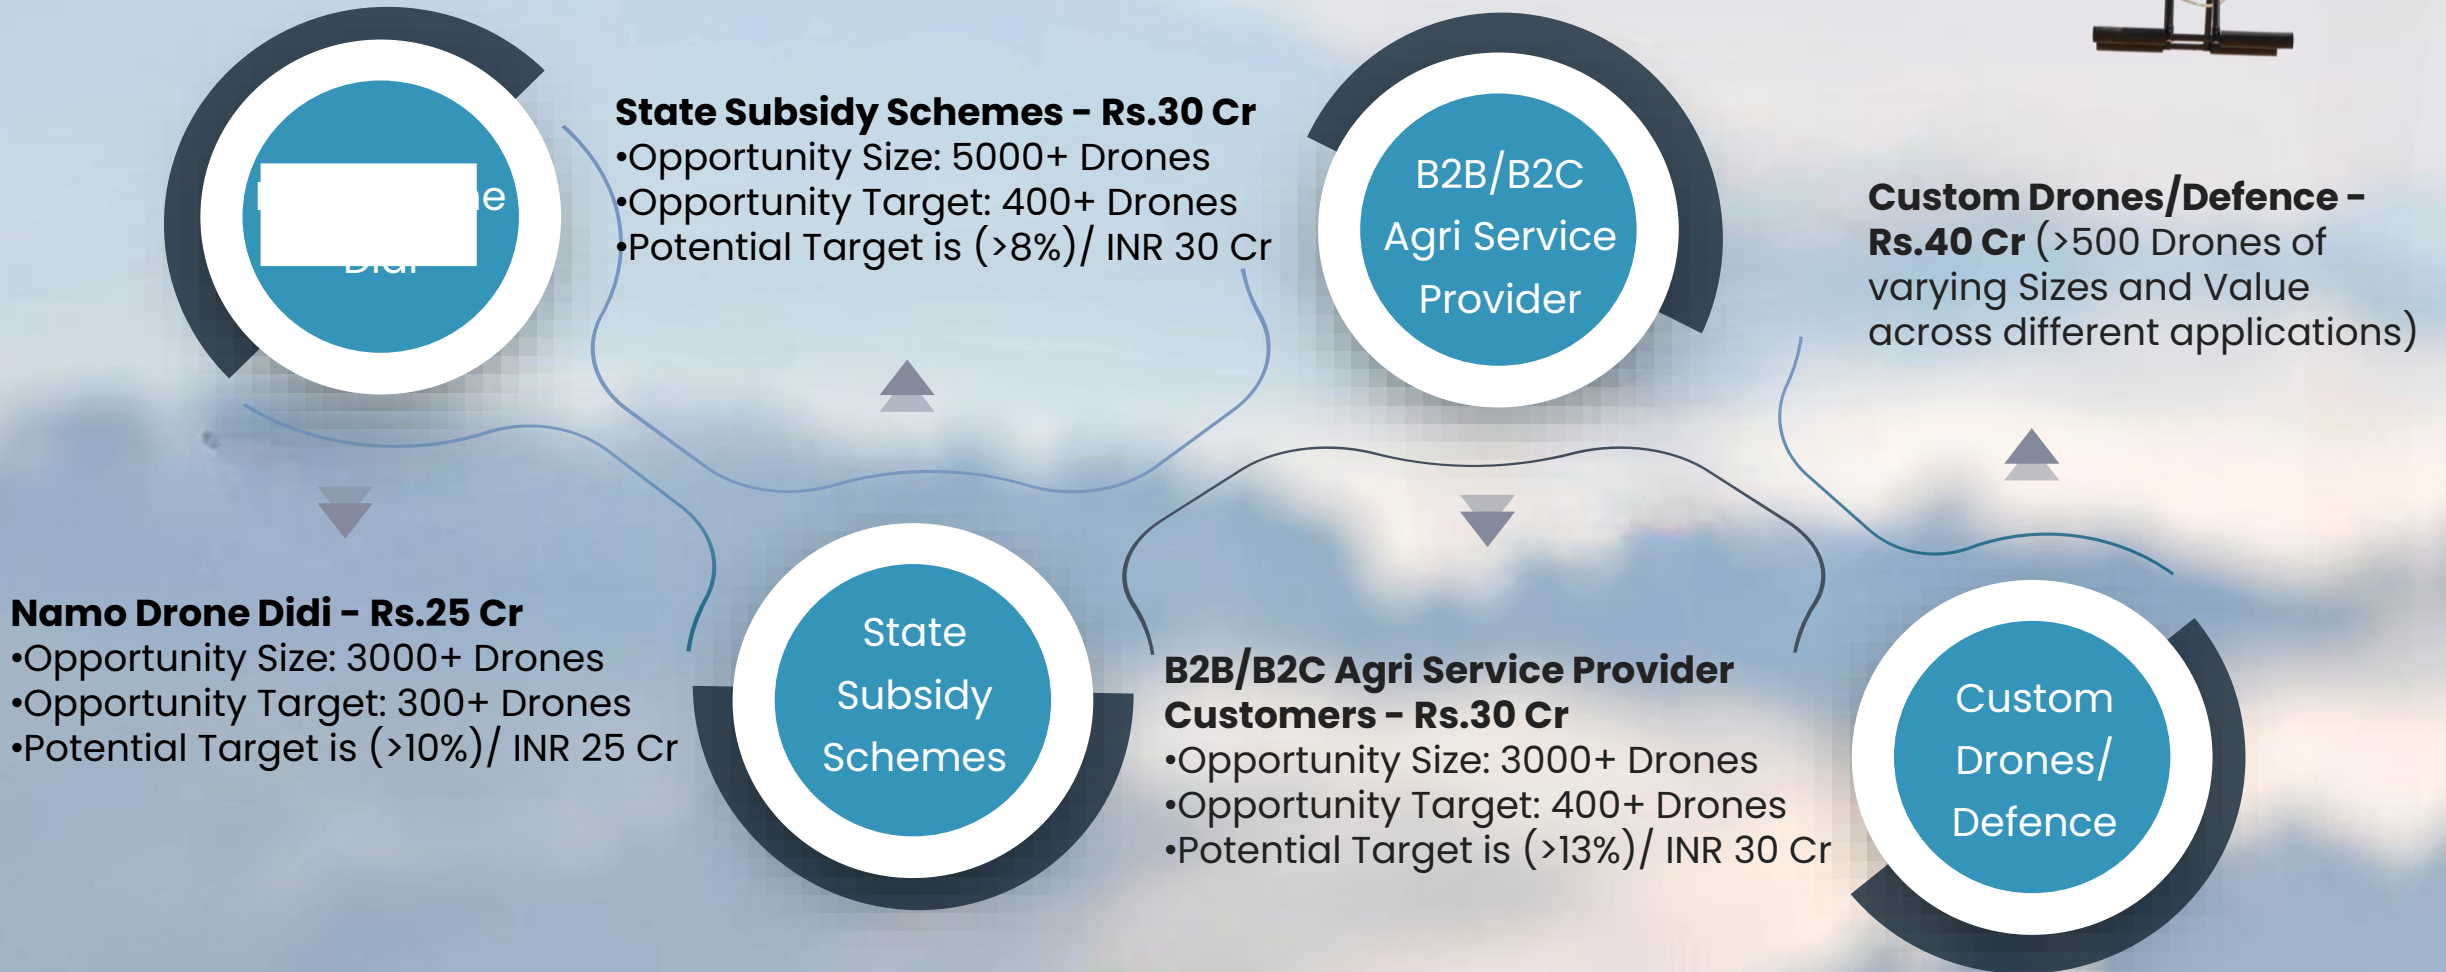 State Subsidy Schemes - Rs.30 Cr
•Opportunity Size: 5000+ Drones
•Opportunity Target: 400+ Drones
•Potential Target is (>8%)/ INR 30 Cr
B2B/B2C
Agri Service
Provider
Custom Drones/Defence -
Rs.40 Cr (>500 Drones of
varying Sizes and Value
across different applications)
Namo Drone Didi - Rs.25 Cr
•Opportunity Size: 3000+ Drones
•Opportunity Target: 300+ Drones
•Potential Target is (>10%)/ INR 25 Cr
State
Subsidy
Schemes
B2B/B2C Agri Service Provider
Customers - Rs.30 Cr
•Opportunity Size: 3000+ Drones
•Opportunity Target: 400+ Drones
•Potential Target is (>13%)/ INR 30 Cr
Custom
Drones/
Defence